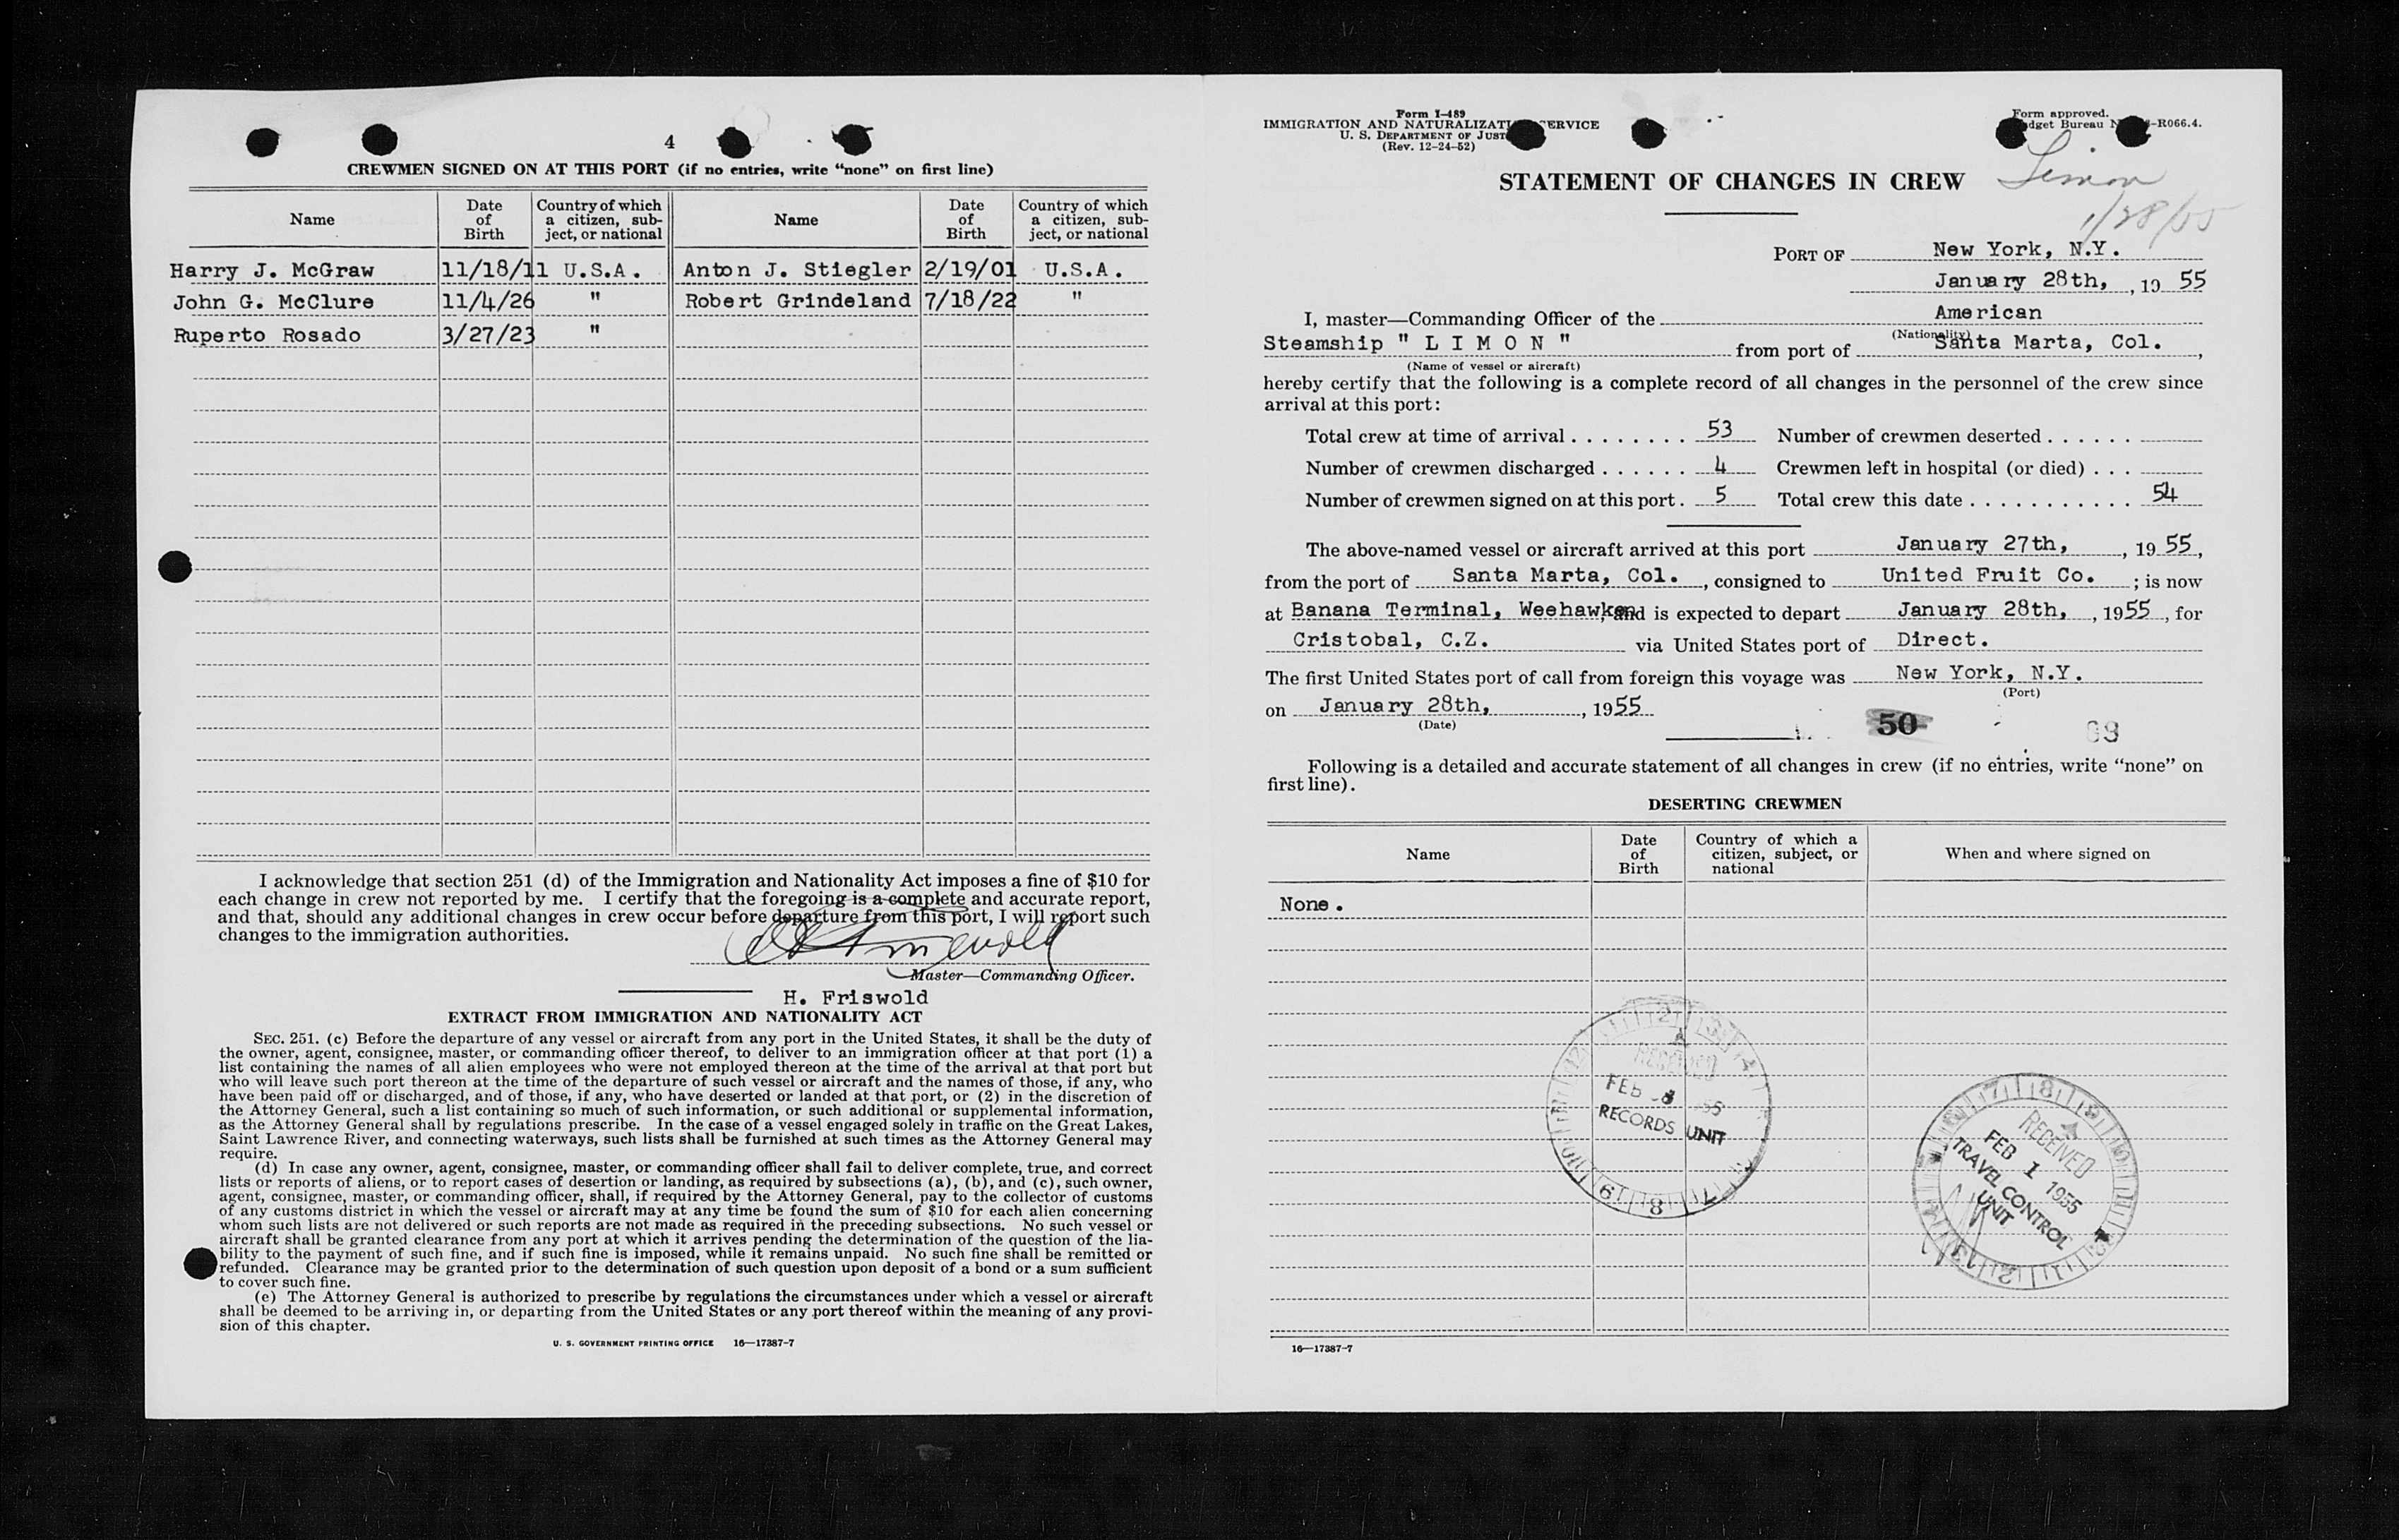 4
CREWMEN SIGNED ON AT THIS PORT (if no entries, write “none” on first line)
Name
Date of Birth
Country of which a citizen, subject, or national
Name
Date of Birth
Country of which a citizen, subject, or national
Harry J. McGraw 11/18/11 U.S.A. Anton J. Stiegler 2/19/01 U.S.A.
John G. McClure 11/4/26 " Robert Grindeland 7/18/22 "
Ruperto Rosado 3/27/23 "
I acknowledge that section 251 (d) of the Immigration and Nationality Act imposes a fine of $10 for
each change in crew not reported by me. I certify that the foregoing is a complete and accurate report,
and that, should any additional changes in crew occur before departure from this port, I will report such
changes to the immigration authorities.
Master—Commanding Officer.
H. Friswold
EXTRACT FROM IMMIGRATION AND NATIONALITY ACT
SEC. 251. (c) Before the departure of any vessel or aircraft from any port in the United States, it shall be the duty of
the owner, agent, consignee, master, or commanding officer thereof, to deliver to an immigration officer at that port (1) a
list containing the names of all alien employees who were not employed thereon at the time of the arrival at that port but
who will leave such port thereon at the time of the departure of such vessel or aircraft and the names of those, if any, who
have been paid off or discharged, and of those, if any, who have deserted or landed at that port, or (2) in the discretion of
the Attorney General, such a list containing so much of such information, or such additional or supplemental information,
as the Attorney General shall by regulations prescribe. In the case of a vessel engaged solely in traffic on the Great Lakes,
Saint Lawrence River, and connecting waterways, such lists shall be furnished at such times as the Attorney General may
require.
(d) In case any owner, agent, consignee, master, or commanding officer shall fail to deliver complete, true, and correct
lists or reports of aliens, or to report cases of desertion or landing, as required by subsections (a), (b), and (c), such owner,
agent, consignee, master, or commanding officer, shall, if required by the Attorney General, pay to the collector of customs
of any customs district in which the vessel or aircraft may at any time be found the sum of $10 for each alien concerning
whom such lists are not delivered or such reports are not made as required in the preceding subsections. No such vessel or
aircraft shall be granted clearance from any port at which it arrives pending the determination of the question of the lia-
bility to the payment of such fine, and if such fine is imposed, while it remains unpaid. No such fine shall be remitted or
refunded. Clearance may be granted prior to the determination of such question upon deposit of a bond or a sum sufficient
to cover such fine.
(e) The Attorney General is authorized to prescribe by regulations the circumstances under which a vessel or aircraft
shall be deemed to be arriving in, or departing from the United States or any port thereof within the meaning of any provi-
sion of this chapter.
U. S. GOVERNMENT PRINTING OFFICE 16—17387-7
Form I-489
IMMIGRATION AND NATURALIZATION SERVICE
U. S. DEPARTMENT OF JUSTICE
(Rev. 12-24-52)
Form approved.
Budget Bureau -R066.4.
Limon
1/28/55
STATEMENT OF CHANGES IN CREW
PORT OF New York, N.Y.
January 28th, , 19 55
I, master—Commanding Officer of the American
(Nationality)
Steamship " L I M O N " from port of Santa Marta, Col. ,
(Name of vessel or aircraft)
hereby certify that the following is a complete record of all changes in the personnel of the crew since
arrival at this port:
Total crew at time of arrival . . . . . . . . 53 Number of crewmen deserted . . . . . .
Number of crewmen discharged . . . . . . 4 Crewmen left in hospital (or died) . . .
Number of crewmen signed on at this port . 5 Total crew this date . . . . . . . . . . . 54
The above-named vessel or aircraft arrived at this port January 27th, , 19 55,
from the port of Santa Marta, Col. , consigned to United Fruit Co. ; is now
at Banana Terminal, Weehawken, and is expected to depart January 28th, , 1955 , for
Cristobal, C.Z. via United States port of Direct.
The first United States port of call from foreign this voyage was New York, N.Y.
(Port)
on January 28th, , 1955
(Date)
50
Following is a detailed and accurate statement of all changes in crew (if no entries, write “none” on
first line).
DESERTING CREWMEN
Name
Date of Birth
Country of which a citizen, subject, or national
When and where signed on
None.
RECEIVED
FEB
RECORDS UNIT
RECEIVED
FEB 1 1955
TRAVEL CONTROL
UNIT
16—17387-7